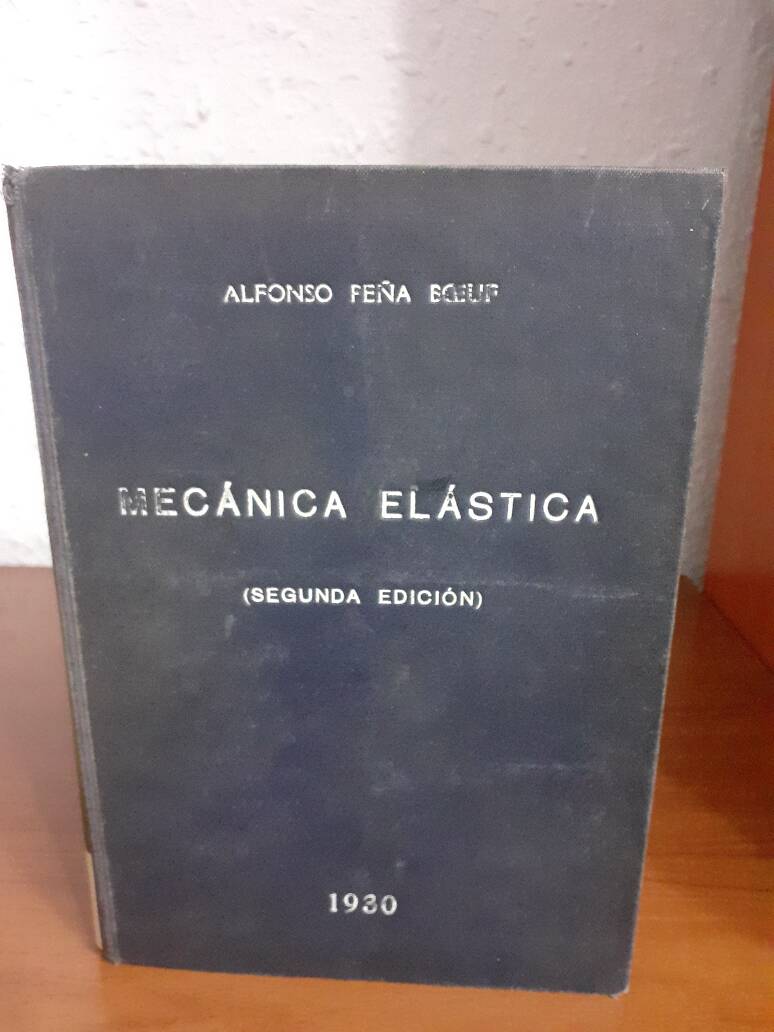 ALFONSO PEÑA BŒUF
MECÁNICA ELÁSTICA
(SEGUNDA EDICIÓN)
1930